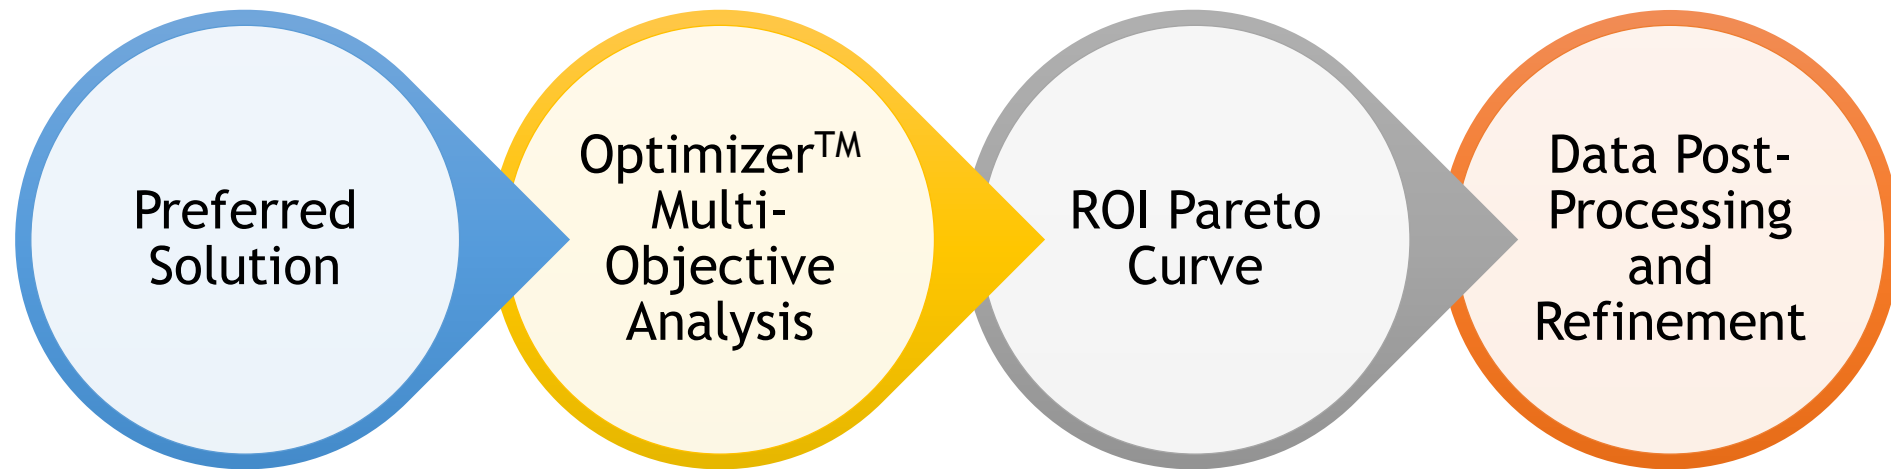 Preferred
Solution
Optimizer™
Multi-
Objective
Analysis
ROI Pareto
Curve
Data Post-
Processing
and
Refinement